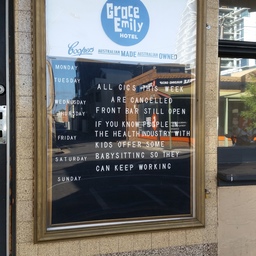 Grace
Emily
HOTEL
Coopers
AUSTRALIAN MADE AUSTRALIAN OWNED
MONDAY
TUESDAY
ALL GIGS THIS WEEK
WEDNESDAY ARE CANCELLED
FRONT BAR STILL OPEN
IF YOU KNOW PEOPLE IN
FRIDAY THE HEALTH INDUSTRY WITH
KIDS OFFER SOME
SATURDAY BABYSITTING SO THEY
CAN KEEP WORKING
SUNDAY